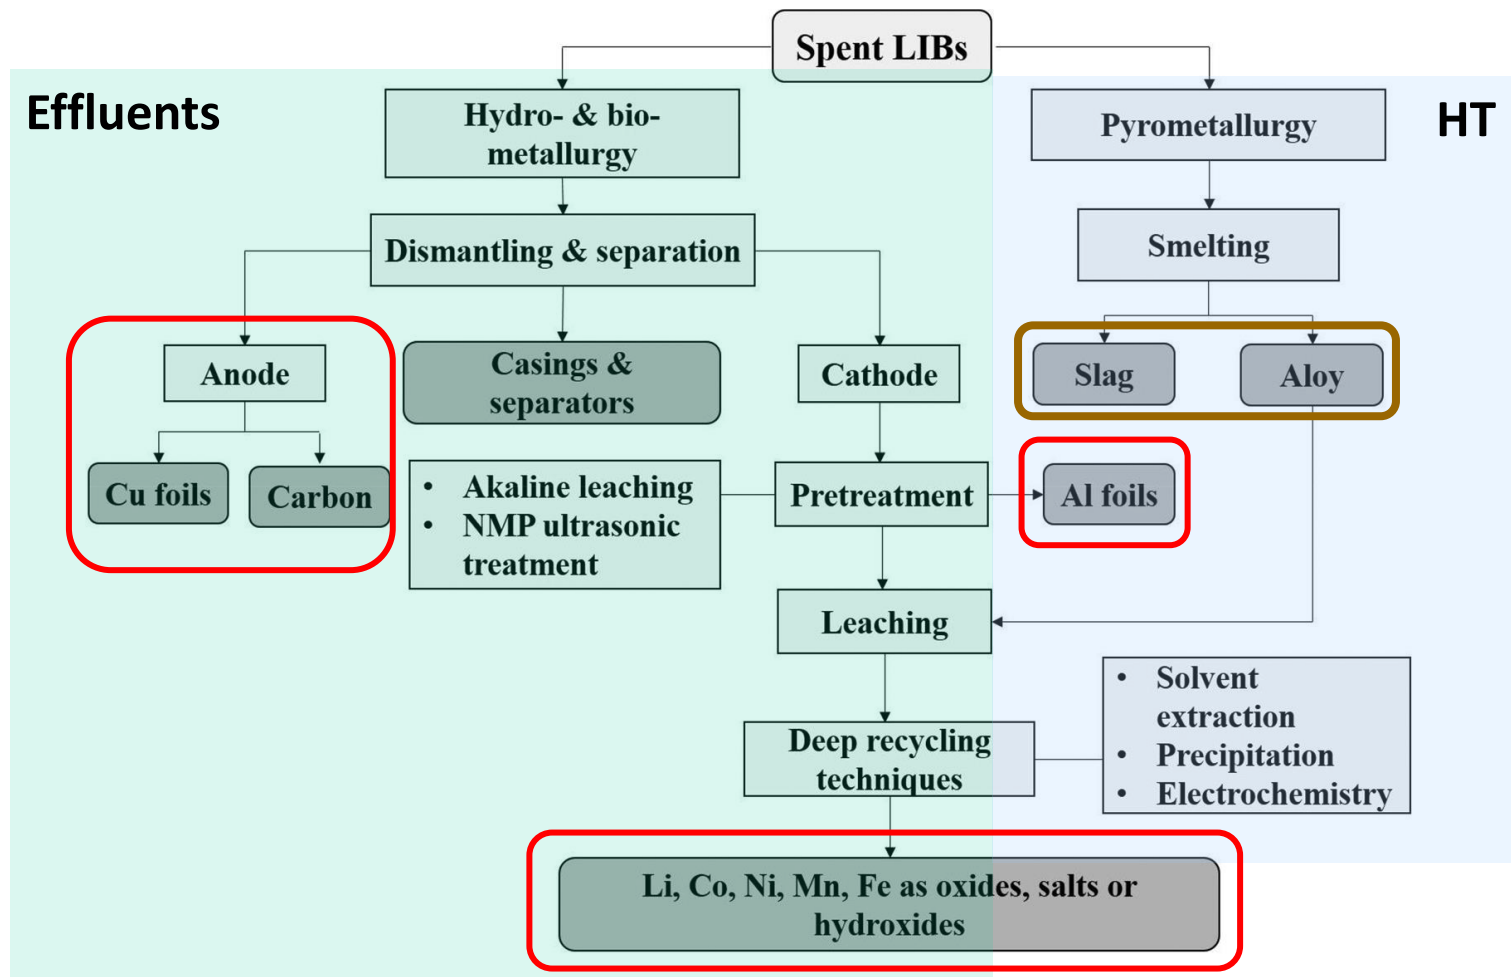 Spent LIBs
Effluents
HT
Hydro- & bio-
metallurgy
Pyrometallurgy
Dismantling & separation
Smelting
Anode
Casings &
separators
Cathode
Slag
Aloy
Cu foils
Carbon
• Akaline leaching
• NMP ultrasonic
treatment
Pretreatment
Al foils
Leaching
Deep recycling
techniques
• Solvent
extraction
• Precipitation
• Electrochemistry
Li, Co, Ni, Mn, Fe as oxides, salts or
hydroxides